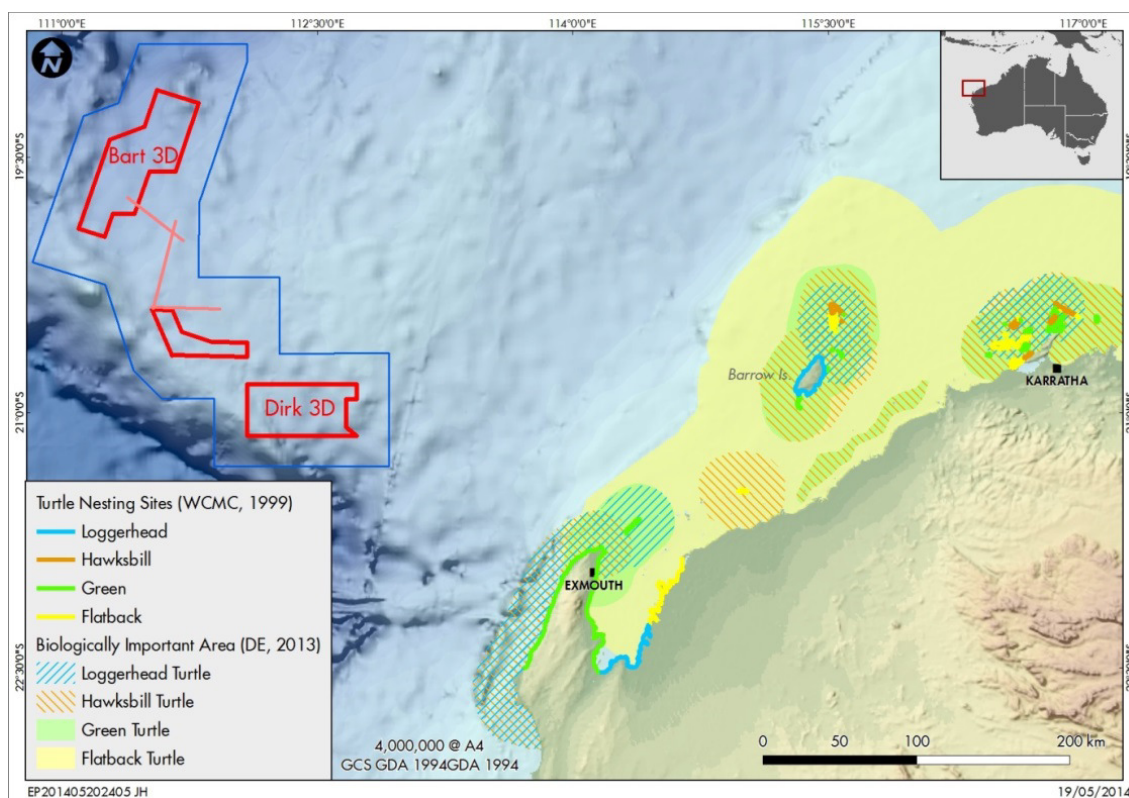 111°0'0"E
112°30'0"E
114°0'0"E
115°30'0"E
117°0'0"E
N
19°30'0"S
Bart 3D
21°0'0"S
Dirk 3D
Barrow Is.
KARRATHA
21°0'0"S
EXMOUTH
22°30'0"S
Turtle Nesting Sites (WCMC, 1999)
Loggerhead
Hawksbill
Green
Flatback
Biologically Important Area (DE, 2013)
Loggerhead Turtle
Hawksbill Turtle
Green Turtle
Flatback Turtle
4,000,000 @ A4
GCS GDA 1994GDA 1994
0 50 100 200 km
EP201405202405 JH
19/05/2014